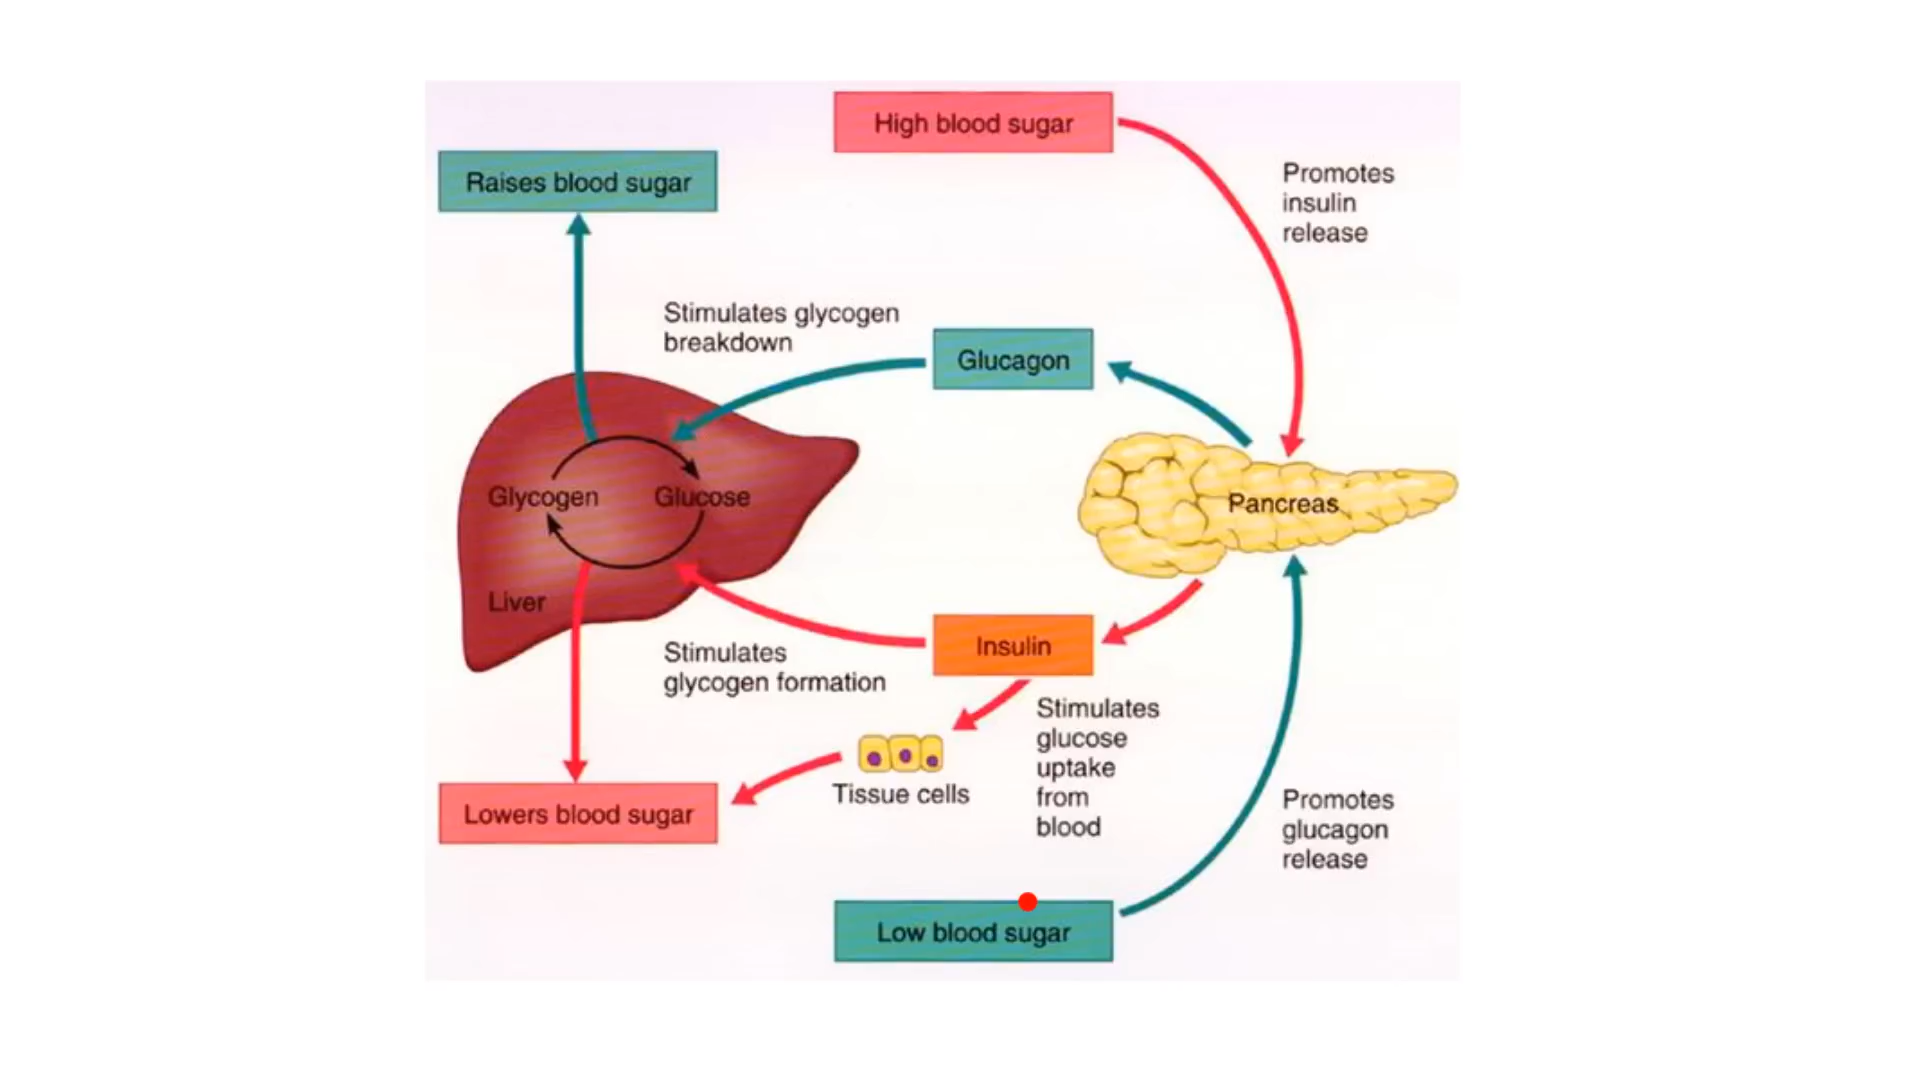 High blood sugar
Raises blood sugar
Promotes
insulin
release
Stimulates glycogen
breakdown
Glucagon
Glycogen
Glucose
Pancreas
Liver
Insulin
Stimulates
glycogen formation
Stimulates
glucose
uptake
from
blood
Tissue cells
Lowers blood sugar
Promotes
glucagon
release
Low blood sugar